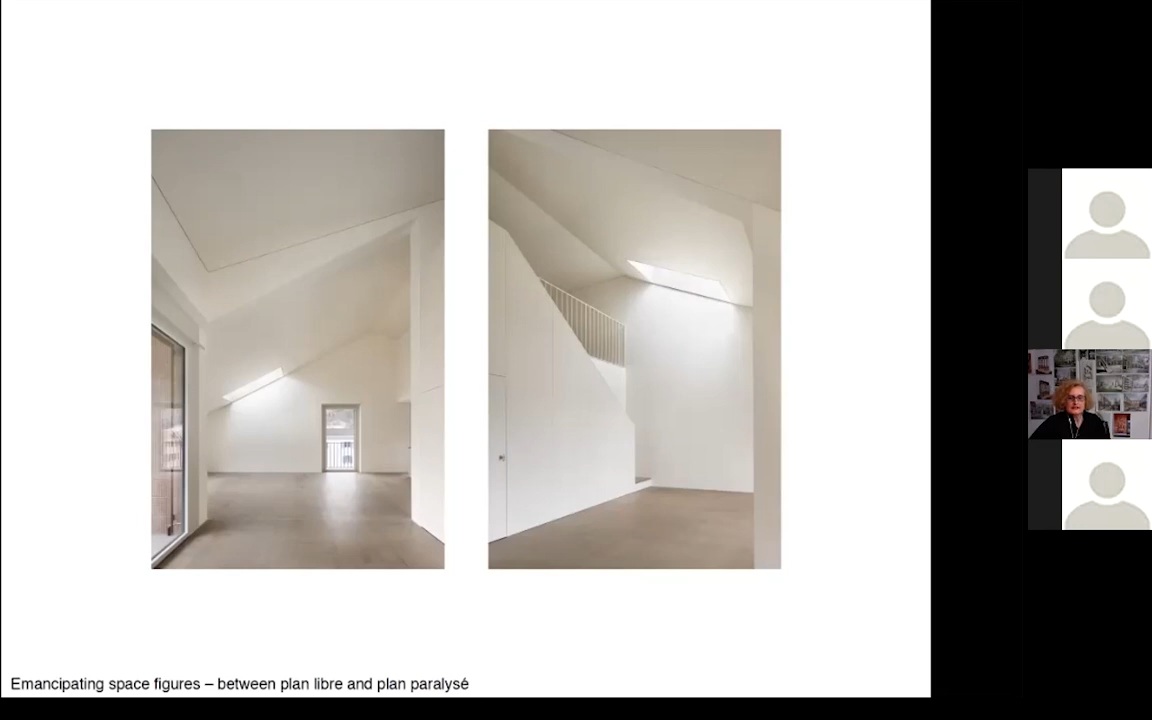 Emancipating space figures – between plan libre and plan paralysé